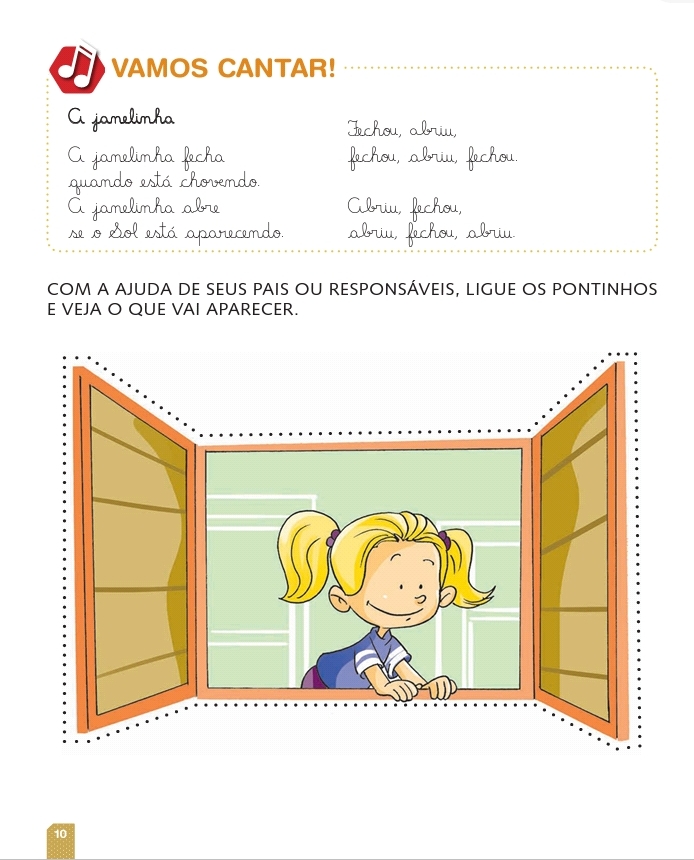 VAMOS CANTAR!
A janelinha
A janelinha fecha
quando está chovendo.
A janelinha abre
se o Sol está aparecendo.
Fechou, abriu,
fechou, abriu, fechou.
Abriu, fechou,
abriu, fechou, abriu.
COM A AJUDA DE SEUS PAIS OU RESPONSÁVEIS, LIGUE OS PONTINHOS
E VEJA O QUE VAI APARECER.
10